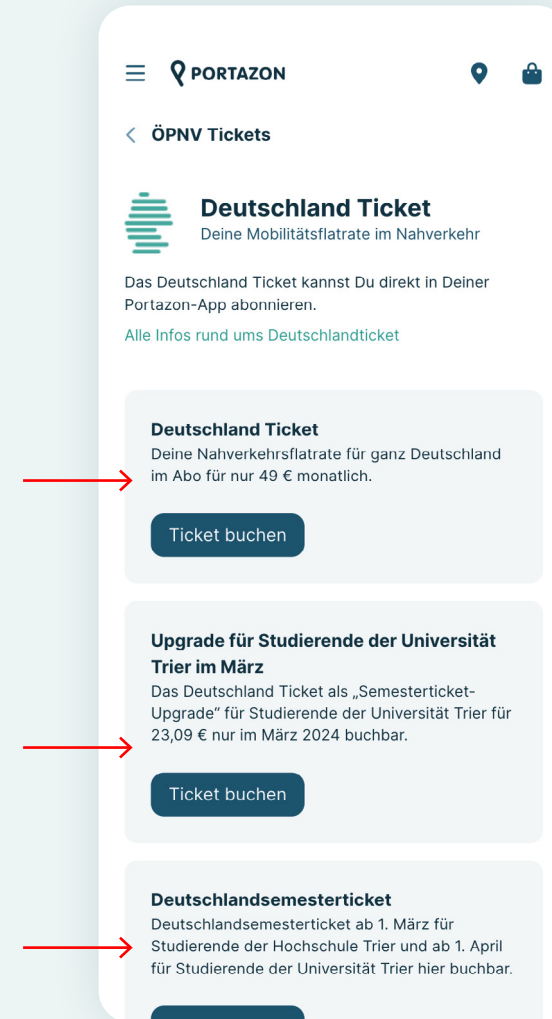 PORTAZON
ÖPNV Tickets
Deutschland Ticket
Deine Mobilitätsflatrate im Nahverkehr
Das Deutschland Ticket kannst Du direkt in Deiner
Portazon-App abonnieren.
Alle Infos rund ums Deutschlandticket
Deutschland Ticket
Deine Nahverkehrsflatrate für ganz Deutschland
im Abo für nur 49 € monatlich.
Ticket buchen
Upgrade für Studierende der Universität
Trier im März
Das Deutschland Ticket als „Semesterticket-
Upgrade“ für Studierende der Universität Trier für
23,09 € nur im März 2024 buchbar.
Ticket buchen
Deutschlandsemesterticket
Deutschlandsemesterticket ab 1. März für
Studierende der Hochschule Trier und ab 1. April
für Studierende der Universität Trier hier buchbar.